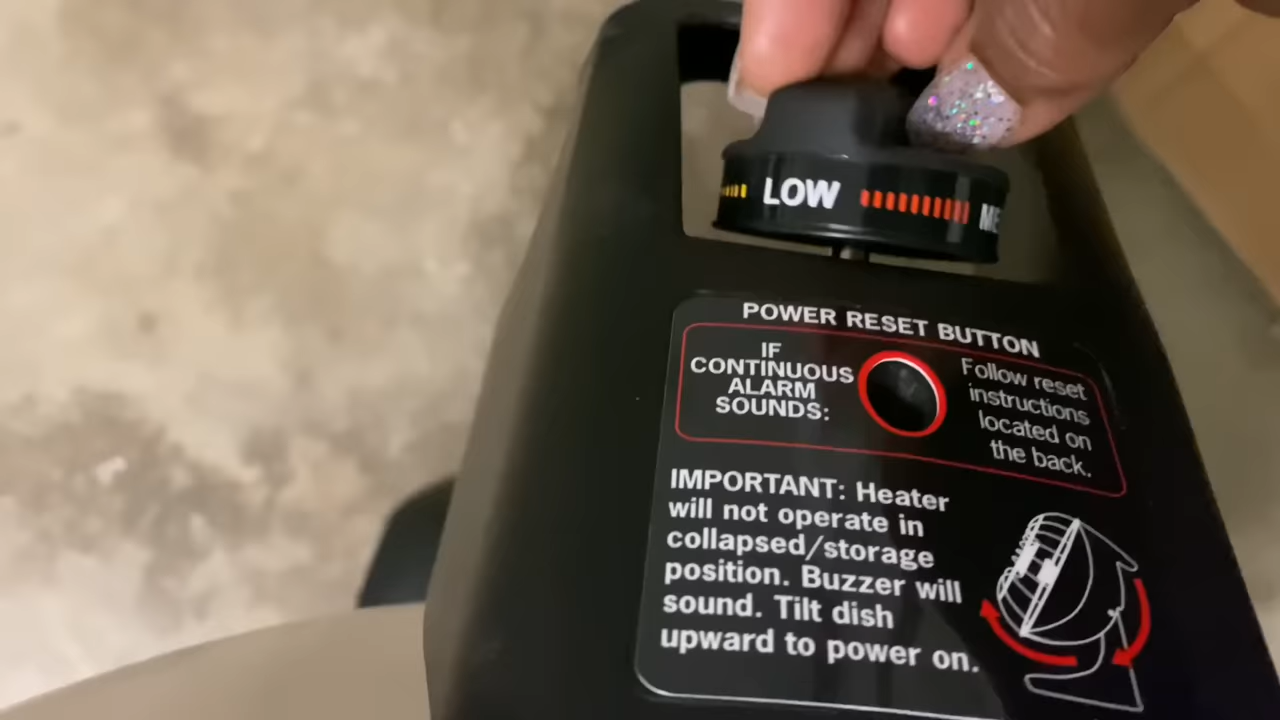 LOW
POWER RESET BUTTON
IF
CONTINUOUS
ALARM
SOUNDS:
Follow reset
instructions
located on
the back.
IMPORTANT: Heater
will not operate in
collapsed/storage
position. Buzzer will
sound. Tilt dish
upward to power on.